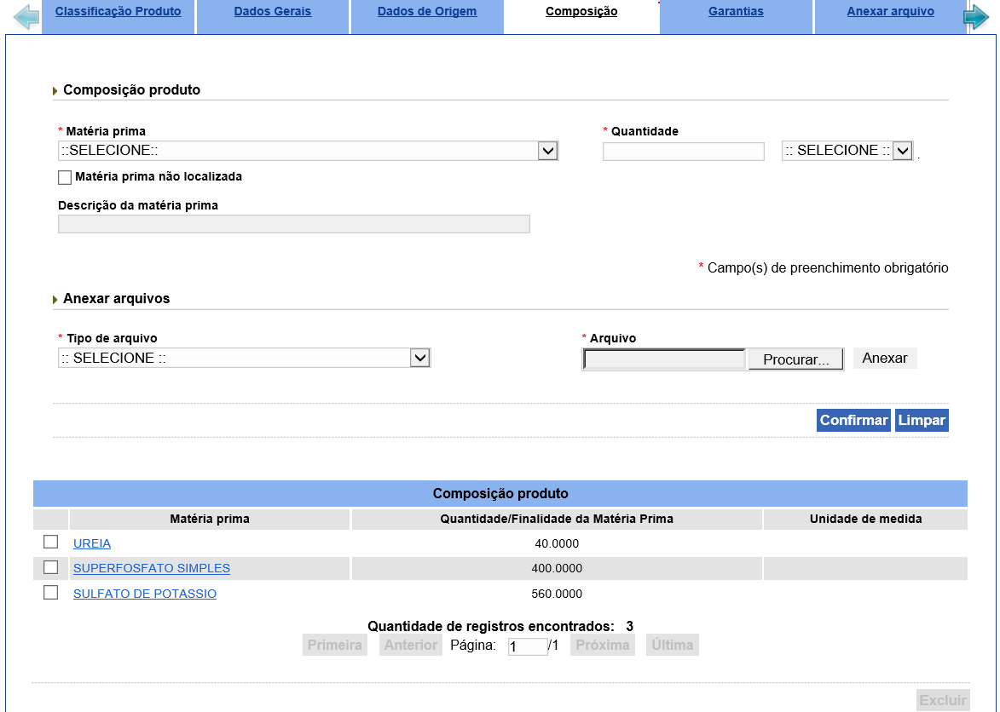 Classificação Produto Dados Gerais Dados de Origem Composição Garantias Anexar arquivo
Composição produto
* Matéria prima * Quantidade
::SELECIONE:: :: SELECIONE :: .
Matéria prima não localizada
Descrição da matéria prima
* Campo(s) de preenchimento obrigatório
Anexar arquivos
* Tipo de arquivo * Arquivo
:: SELECIONE :: Procurar... Anexar
Confirmar Limpar
Composição produto
Matéria prima Quantidade/Finalidade da Matéria Prima Unidade de medida
UREIA 40.0000
SUPERFOSFATO SIMPLES 400.0000
SULFATO DE POTASSIO 560.0000
Quantidade de registros encontrados: 3
Primeira Anterior Página: 1 /1 Próxima Última
Excluir